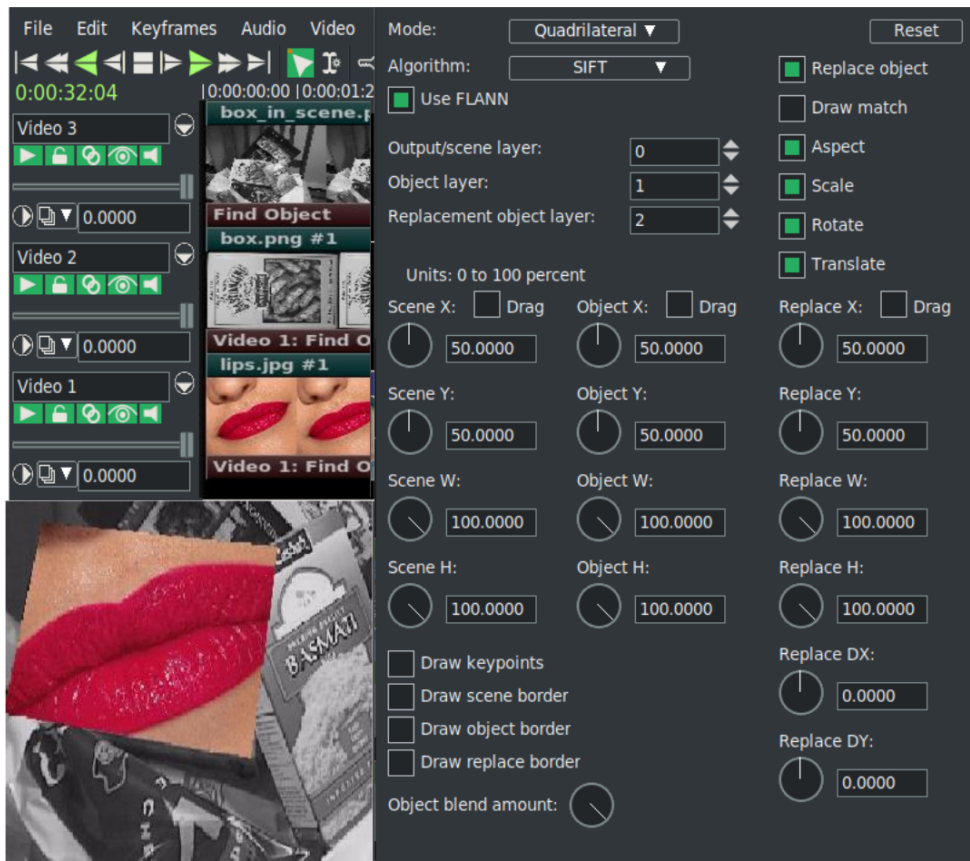 File Edit Keyframes Audio Video
0:00:32:04
0:00:00:00 0:00:01:2
Video 3
box_in_scene.p
0.0000
Find Object
Video 2
box.png #1
0.0000
Video 1: Find O
Video 1
lips.jpg #1
0.0000
Video 1: Find O
BASMATI
Mode: Quadrilateral
Reset
Algorithm: SIFT
Use FLANN
Replace object
Draw match
Aspect
Scale
Rotate
Translate
Output/scene layer: 0
Object layer: 1
Replacement object layer: 2
Units: 0 to 100 percent
Scene X: Drag Object X: Drag Replace X: Drag
50.0000 50.0000 50.0000
Scene Y: Object Y: Replace Y:
50.0000 50.0000 50.0000
Scene W: Object W: Replace W:
100.0000 100.0000 100.0000
Scene H: Object H: Replace H:
100.0000 100.0000 100.0000
Draw keypoints
Draw scene border
Draw object border
Draw replace border
Object blend amount:
Replace DX:
0.0000
Replace DY:
0.0000